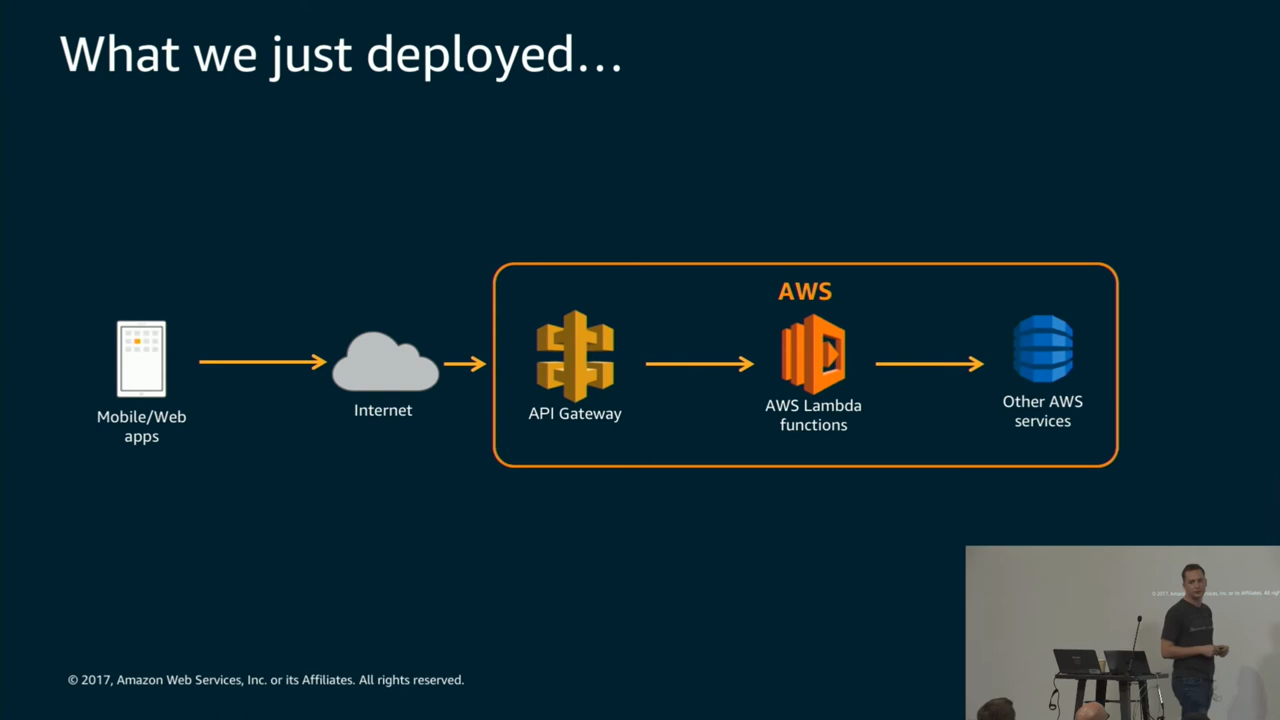 What we just deployed...
AWS
Mobile/Web
apps
Internet
API Gateway
AWS Lambda
functions
Other AWS
services
© 2017, Amazon Web Services, Inc. or its Affiliates. All rights reserved.